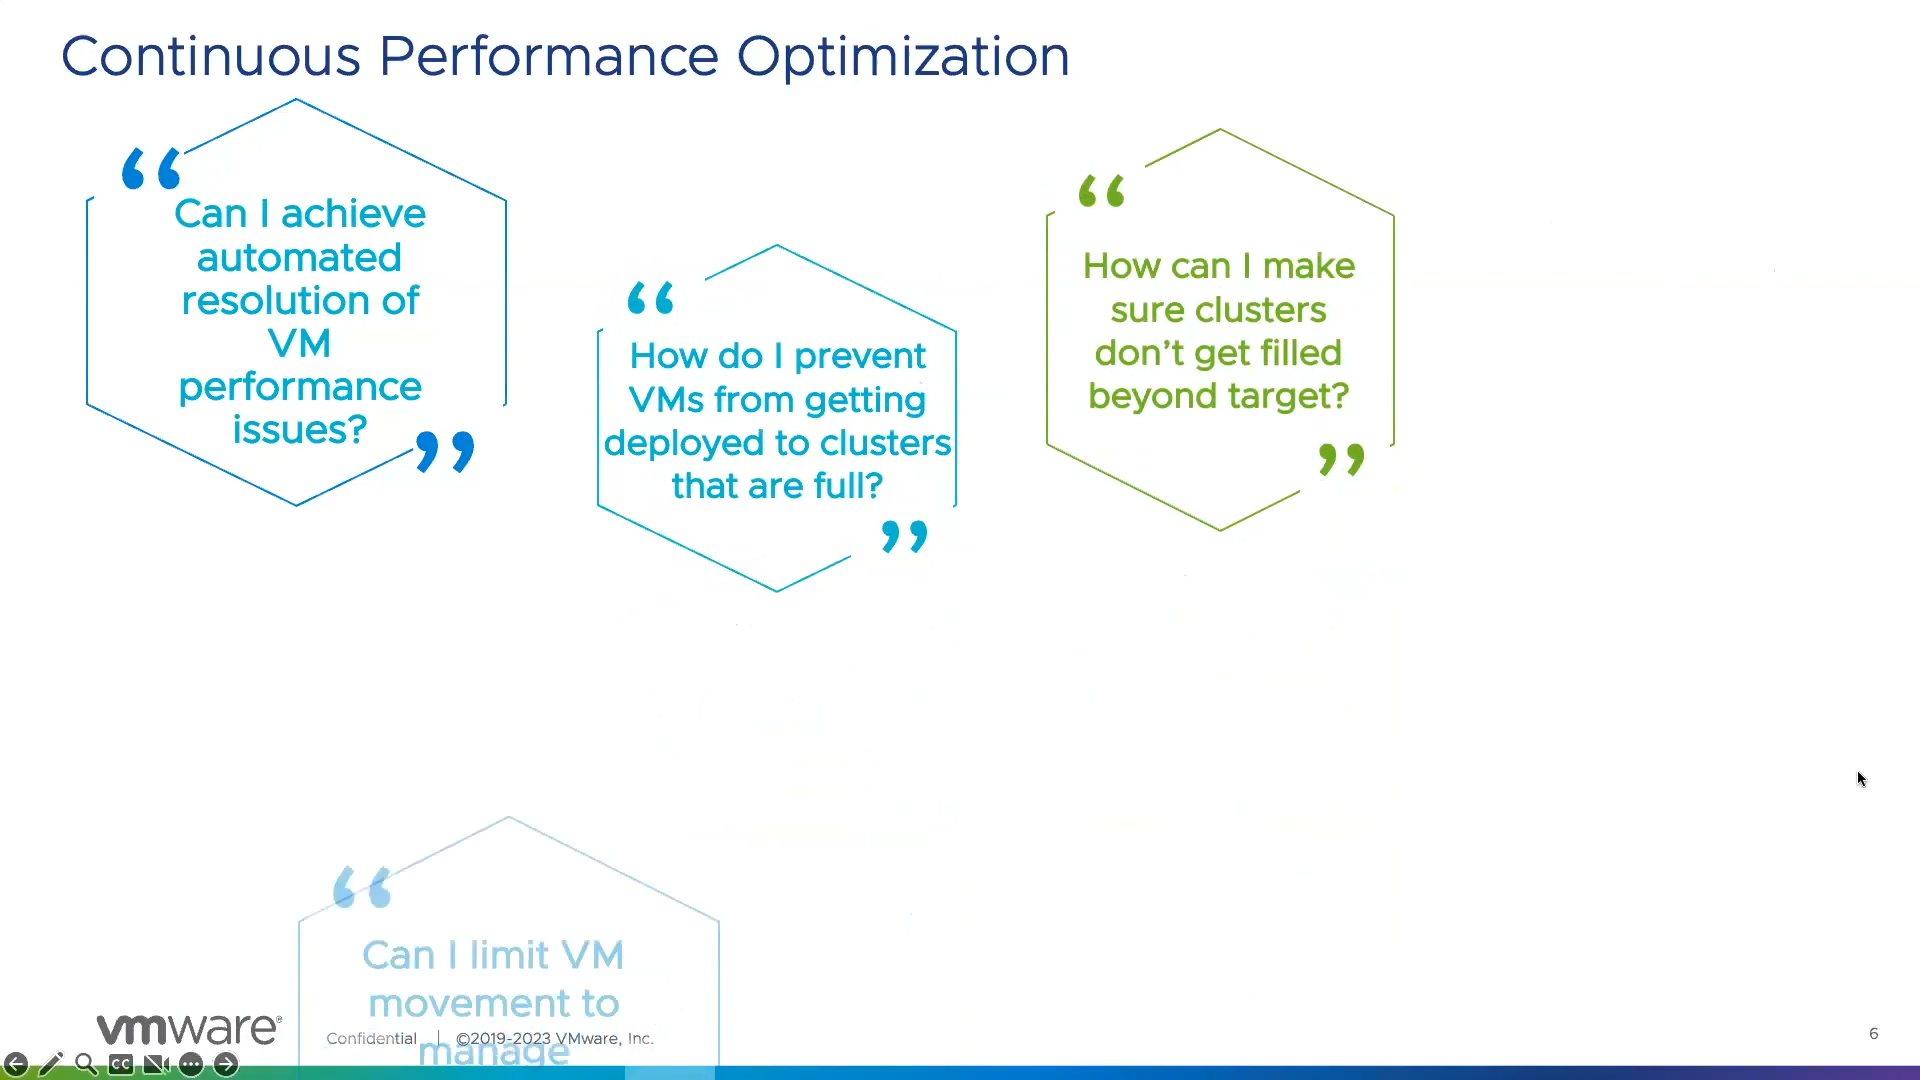 Continuous Performance Optimization
“
Can I achieve
automated
resolution of
VM
performance
issues?
”
“
How do I prevent
VMs from getting
deployed to clusters
that are full?
”
“
How can I make
sure clusters
don’t get filled
beyond target?
”
“
Can I limit VM
movement to
manage
vmware®
Confidential | ©2019-2023 VMware, Inc.
6
CC